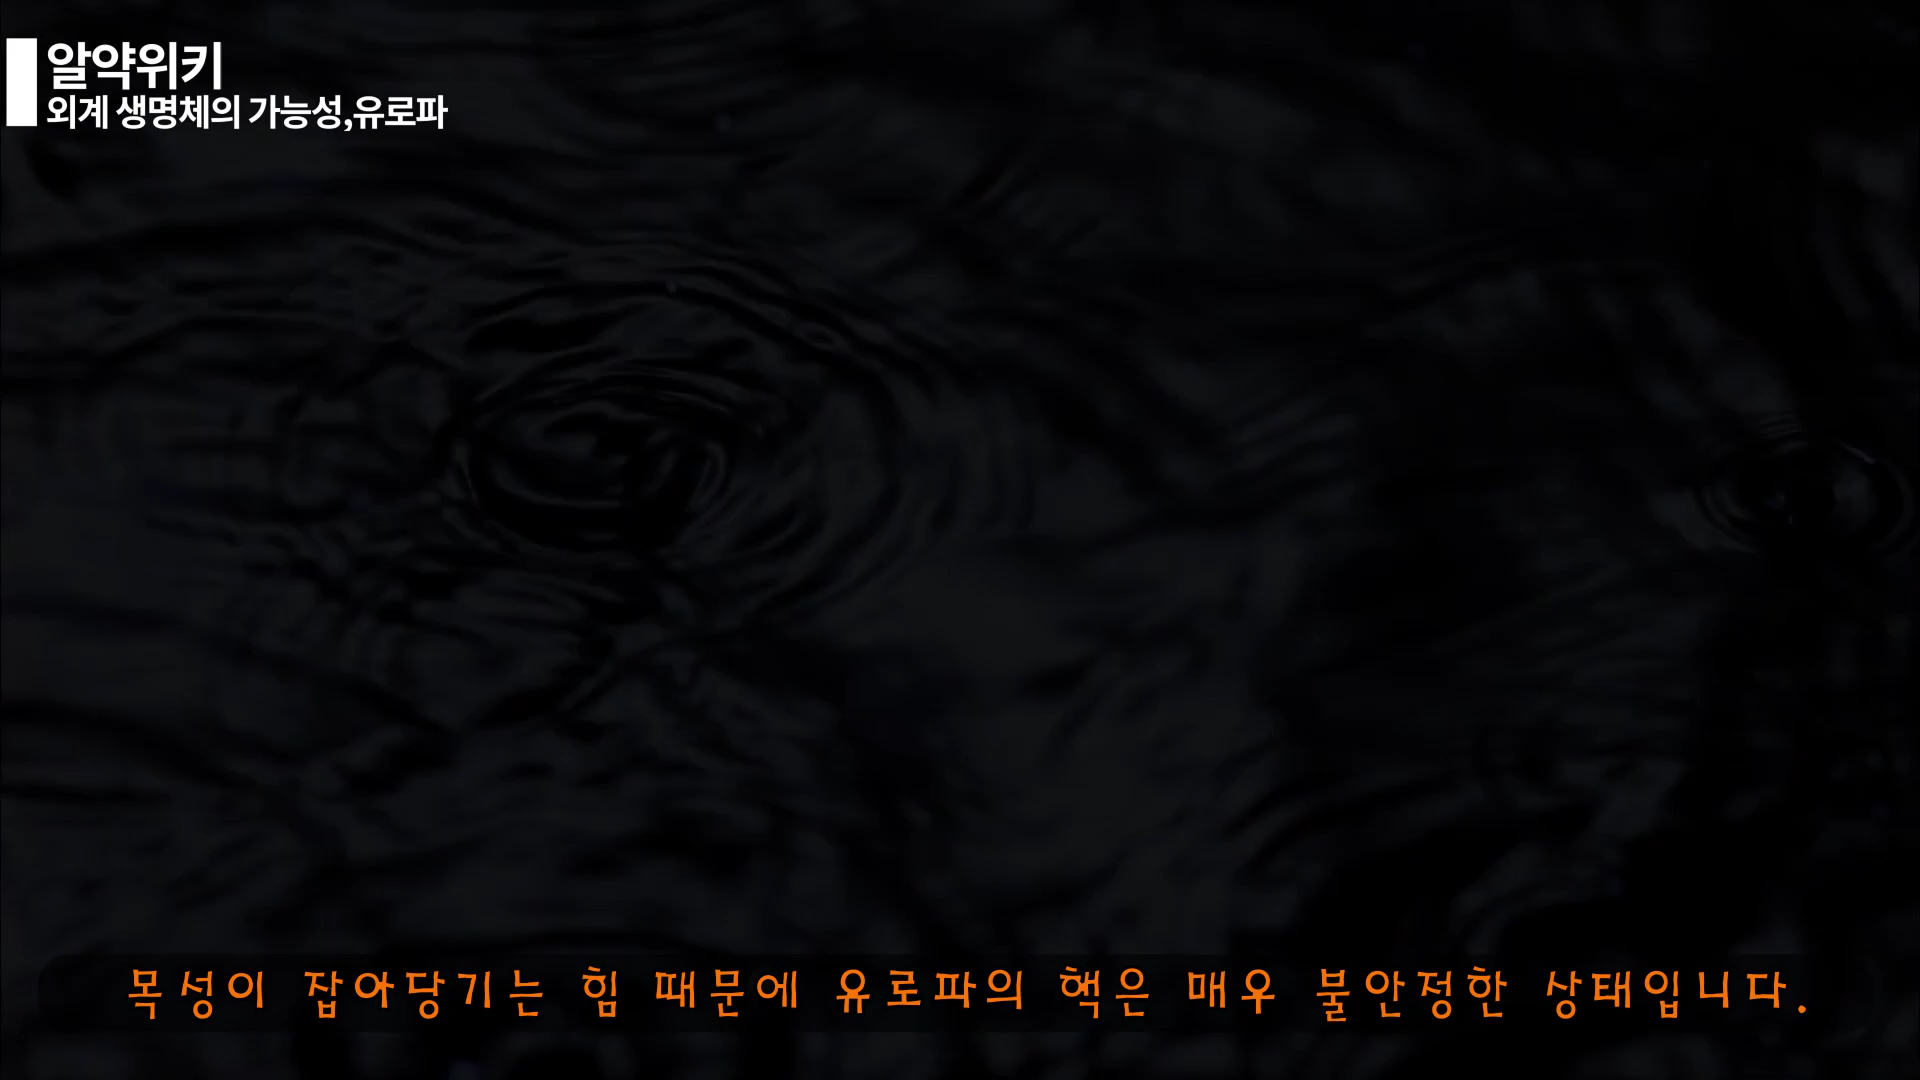 알약위키
외계 생명체의 가능성,유로파
목성이 잡아당기는 힘 때문에 유로파의 핵은 매우 불안정한 상태입니다.